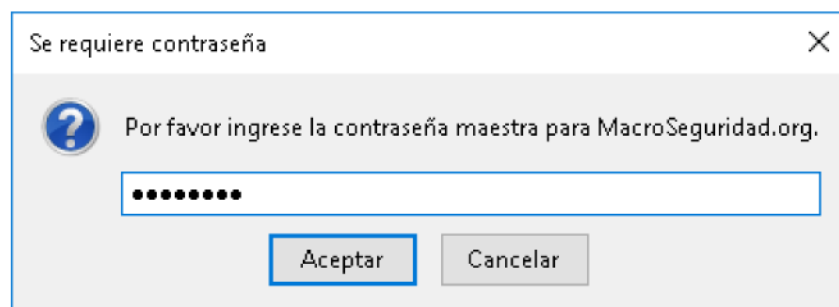 Se requiere contraseña
Por favor ingrese la contraseña maestra para MacroSeguridad.org.
••••••••
Aceptar Cancelar